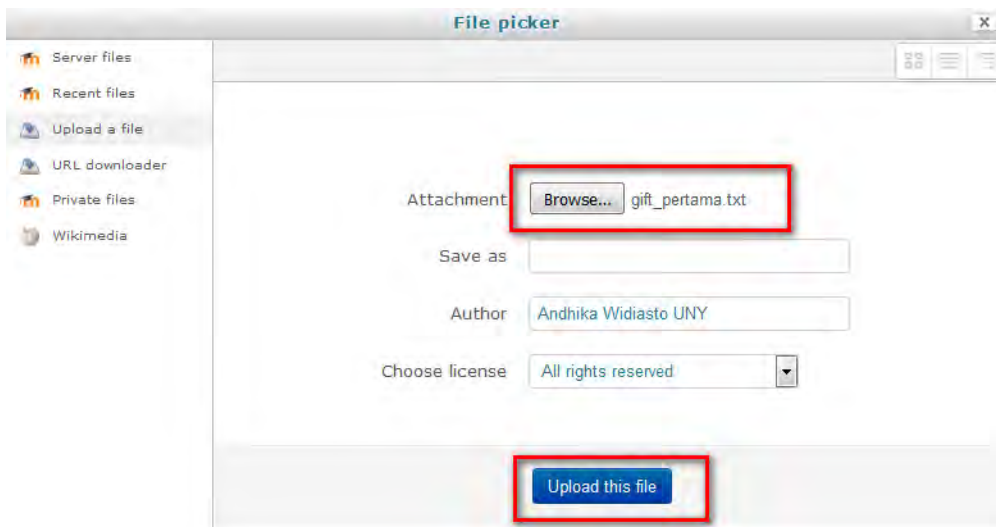 File picker
x
Server files
Recent files
Upload a file
URL downloader
Private files
Wikimedia
Attachment Browse... gift_pertama.txt
Save as
Author Andhika Widiasto UNY
Choose license All rights reserved
Upload this file